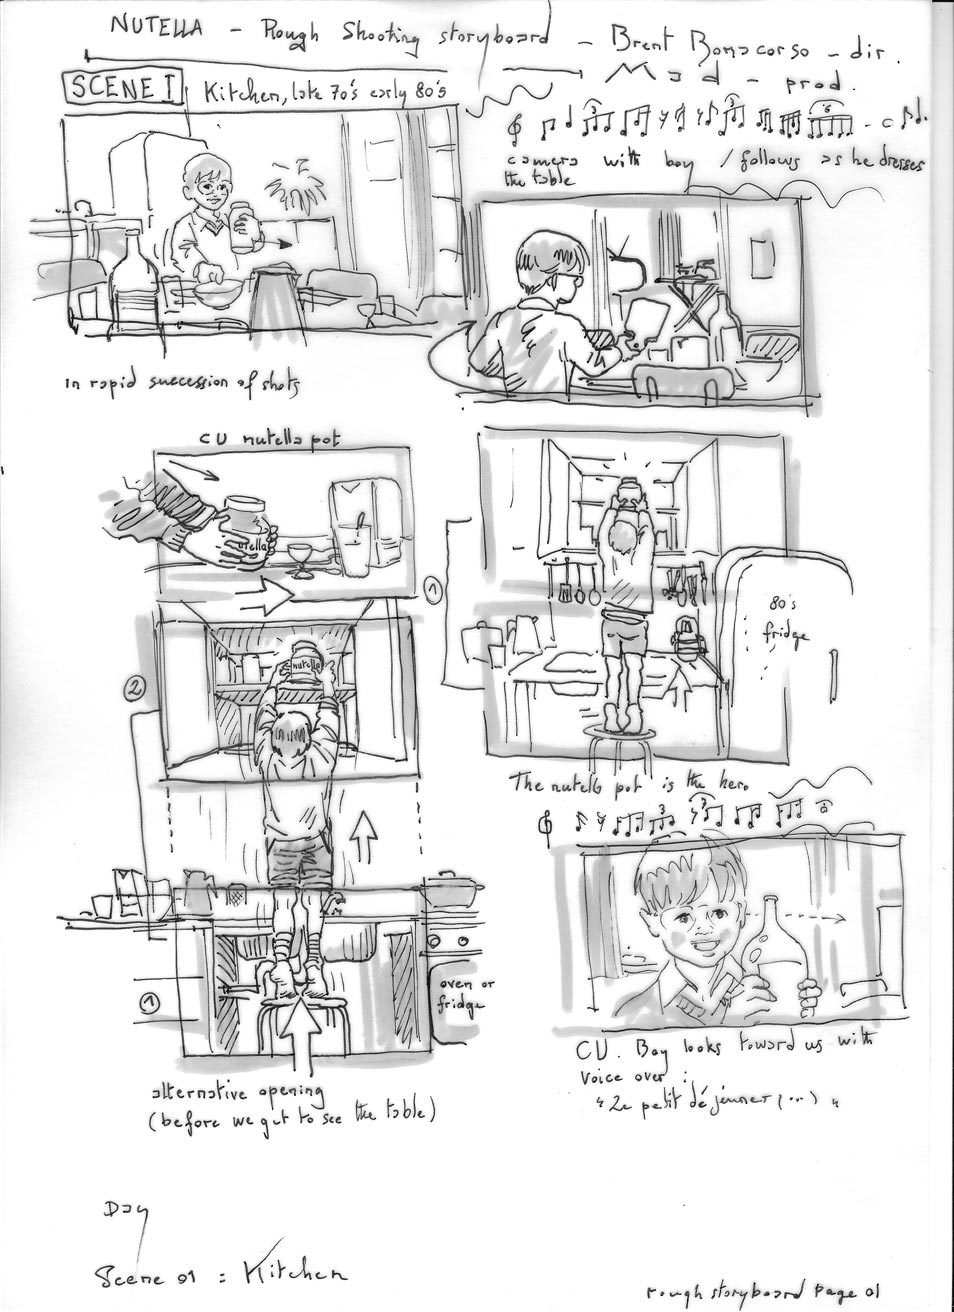 NUTELLA - Rough Shooting storyboard - Brent Bonacorso - dir.
Mad - prod.
SCENE I
Kitchen, late 70's early 80's
camera with boy / follows as he dresses
the table
in rapid succession of shots
CU nutella pot
utella
1
80's
fridge
2
nutella
The nutella pot is the hero
1
oven or
fridge
alternative opening
(before we get to see the table)
CU. Boy looks toward us with
voice over :
"Le petit déjeuner (...) "
Day
Scene 01 : Kitchen
rough storyboard page 01